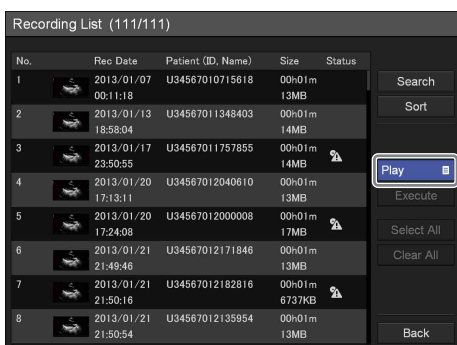 Recording List (111/111)
No. Rec Date Patient (ID, Name) Size Status
1 2013/01/07 U34567010715618 00h01m
00:11:18 13MB
2 2013/01/13 U34567011348403 00h01m
18:58:04 14MB
3 2013/01/17 U34567011757855 00h01m
23:50:55 14MB
4 2013/01/20 U34567012040610 00h01m
17:13:11 13MB
5 2013/01/20 U34567012000008 00h01m
17:24:08 17MB
6 2013/01/21 U34567012171846 00h01m
21:49:46 13MB
7 2013/01/21 U34567012182816 00h01m
21:50:16 6737KB
8 2013/01/21 U34567012135954 00h01m
21:50:54 13MB
Search
Sort
Play
Execute
Select All
Clear All
Back